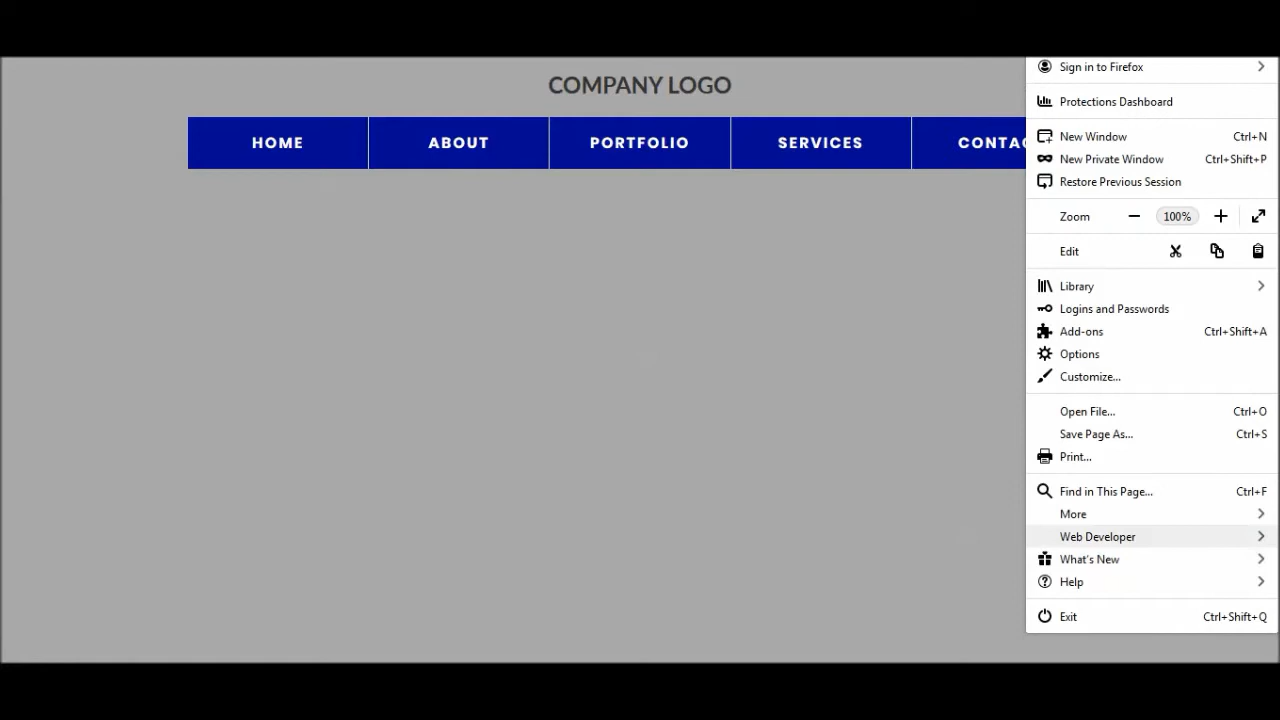 COMPANY LOGO
HOME ABOUT PORTFOLIO SERVICES CONTAC
Sign in to Firefox
Protections Dashboard
New Window Ctrl+N
New Private Window Ctrl+Shift+P
Restore Previous Session
Zoom 100%
Edit
Library
Logins and Passwords
Add-ons Ctrl+Shift+A
Options
Customize...
Open File... Ctrl+O
Save Page As... Ctrl+S
Print...
Find in This Page... Ctrl+F
More
Web Developer
What's New
Help
Exit Ctrl+Shift+Q